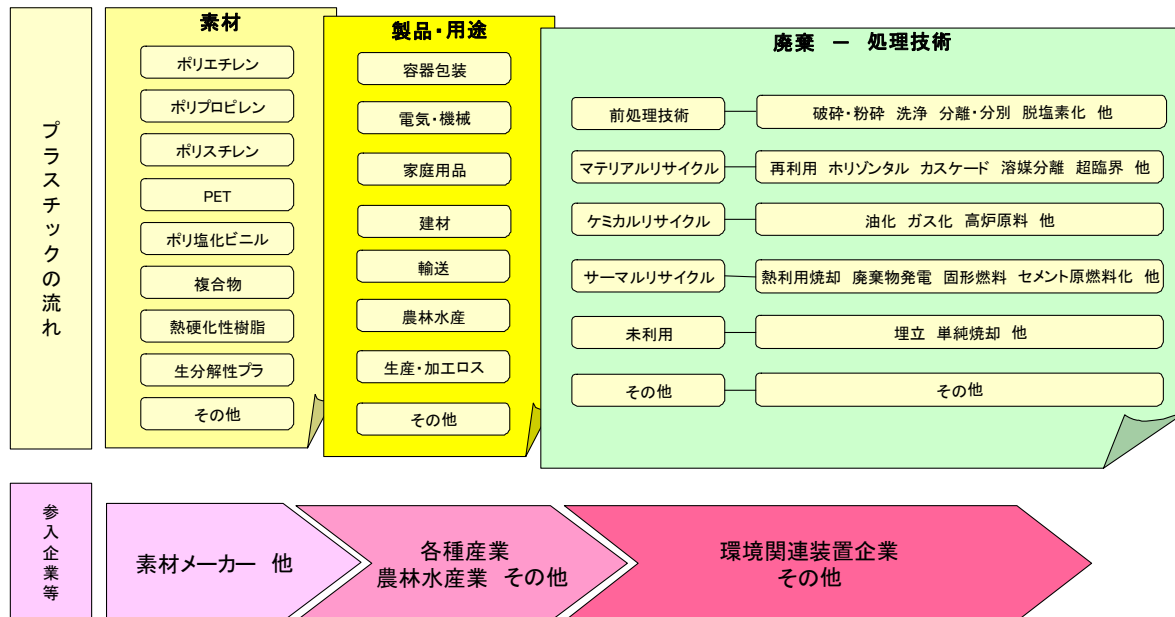 プラスチックの流れ
素材
ポリエチレン
ポリプロピレン
ポリスチレン
PET
ポリ塩化ビニル
複合物
熱硬化性樹脂
生分解性プラ
その他
製品・用途
容器包装
電気・機械
家庭用品
建材
輸送
農林水産
生産・加工ロス
その他
廃棄 － 処理技術
前処理技術
破砕・粉砕 洗浄 分離・分別 脱塩素化 他
マテリアルリサイクル
再利用 ホリゾンタル カスケード 溶媒分離 超臨界 他
ケミカルリサイクル
油化 ガス化 高炉原料 他
サーマルリサイクル
熱利用焼却 廃棄物発電 固形燃料 セメント原燃料化 他
未利用
埋立 単純焼却 他
その他
その他
参入企業等
素材メーカー 他
各種産業
農林水産業 その他
環境関連装置企業
その他